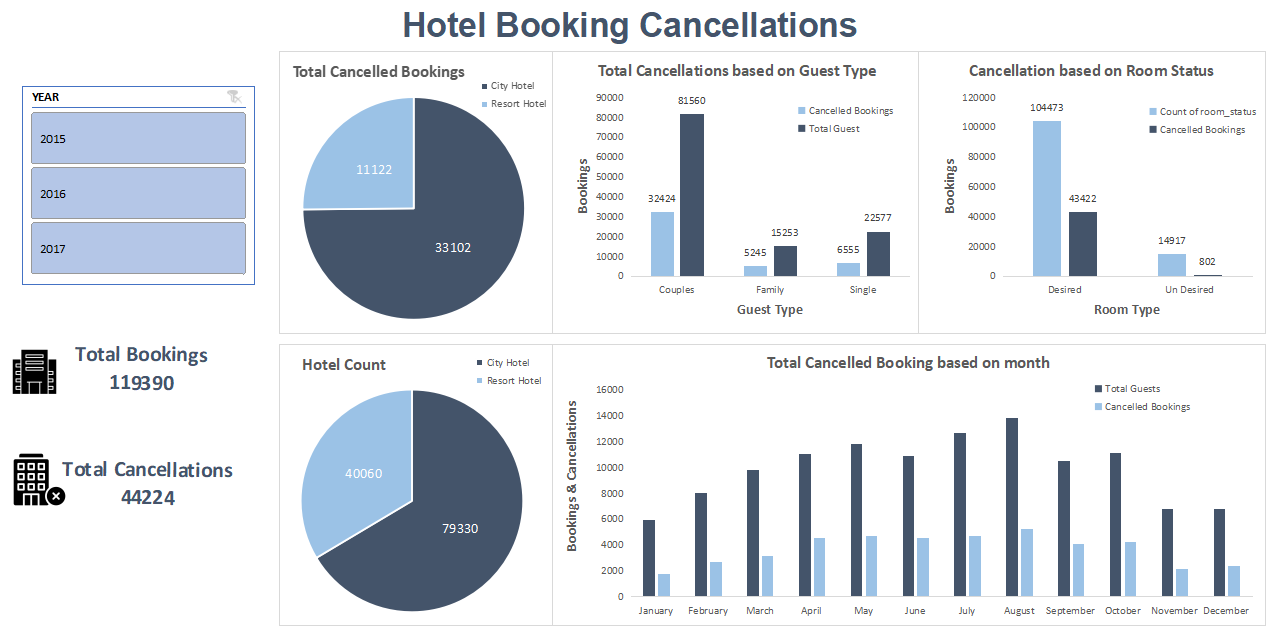 Hotel Booking Cancellations
YEAR
2015
2016
2017
Total Bookings
119390
Total Cancellations
44224
Total Cancelled Bookings
City Hotel
Resort Hotel
11122
33102
Total Cancellations based on Guest Type
Cancelled Bookings
Total Guest
Bookings
90000
80000
70000
60000
50000
40000
30000
20000
10000
0
32424
81560
5245
15253
6555
22577
Couples
Family
Single
Guest Type
Cancellation based on Room Status
Count of room_status
Cancelled Bookings
Bookings
120000
100000
80000
60000
40000
20000
0
104473
43422
14917
802
Desired
Un Desired
Room Type
Hotel Count
City Hotel
Resort Hotel
40060
79330
Total Cancelled Booking based on month
Total Guests
Cancelled Bookings
Bookings & Cancellations
16000
14000
12000
10000
8000
6000
4000
2000
0
January
February
March
April
May
June
July
August
September
October
November
December